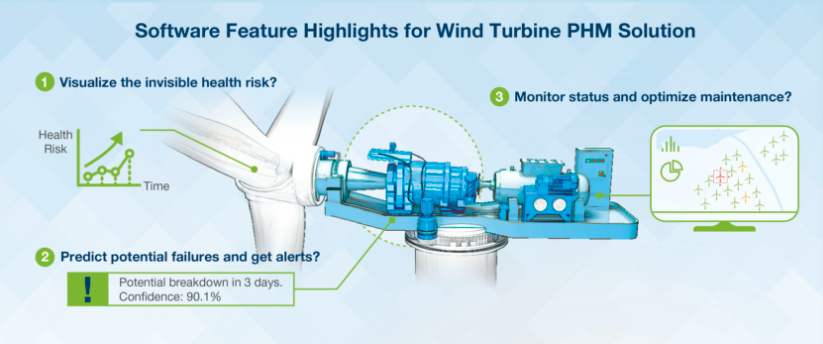 Software Feature Highlights for Wind Turbine PHM Solution
1 Visualize the invisible health risk?
Health
Risk
Time
2 Predict potential failures and get alerts?
! Potential breakdown in 3 days.
Confidence: 90.1%
3 Monitor status and optimize maintenance?